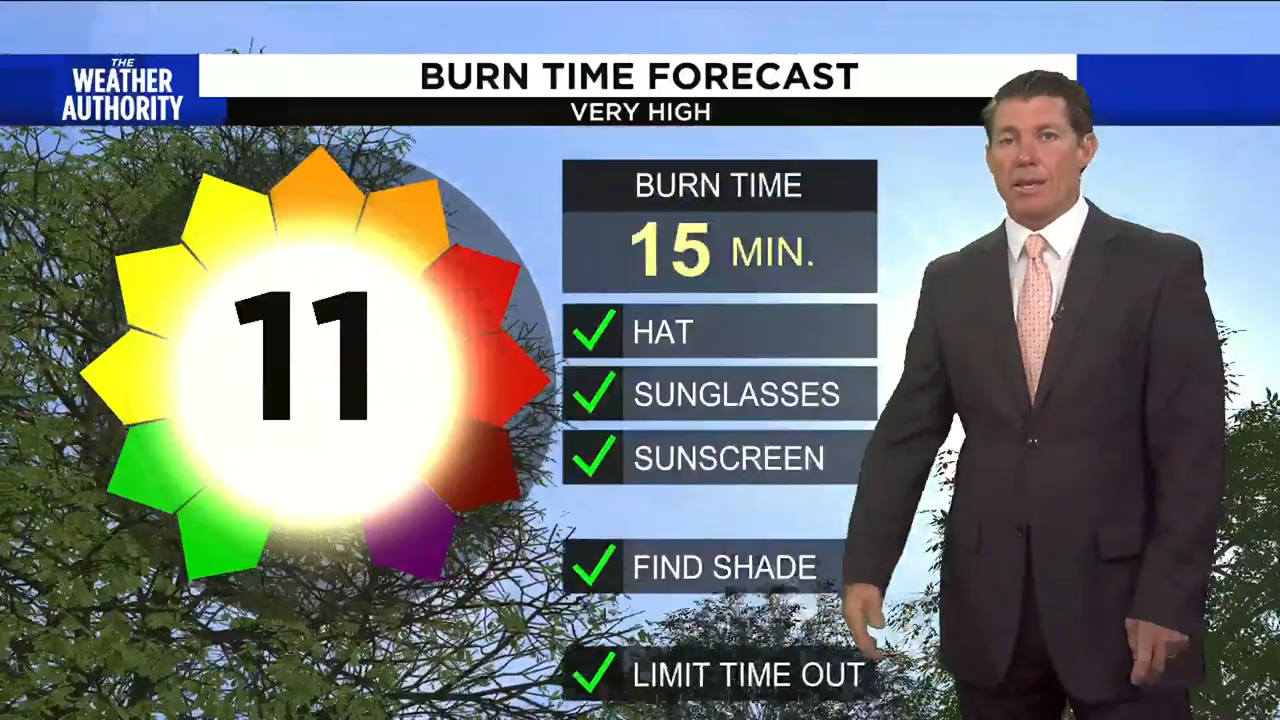 THE
WEATHER
AUTHORITY
BURN TIME FORECAST
VERY HIGH
11
BURN TIME
15 MIN.
HAT
SUNGLASSES
SUNSCREEN
FIND SHADE
LIMIT TIME OUT